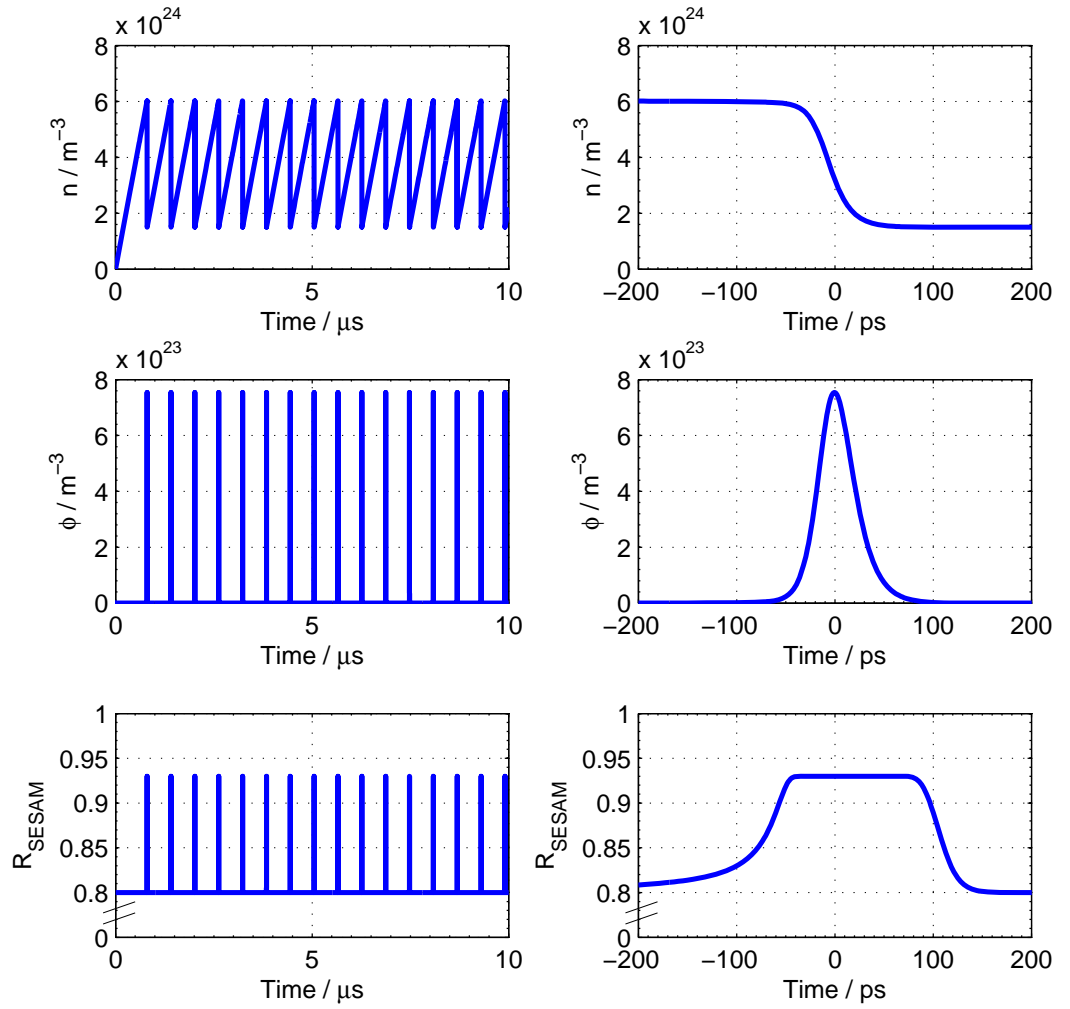 x 10^24
8
6
4
2
0
n / m^−3
0 5 10
Time / μs
x 10^24
8
6
4
2
0
n / m^−3
−200 −100 0 100 200
Time / ps
x 10^23
8
6
4
2
0
ϕ / m^−3
0 5 10
Time / μs
x 10^23
8
6
4
2
0
ϕ / m^−3
−200 −100 0 100 200
Time / ps
1
0.95
0.9
0.85
0.8
0
R_SESAM
0 5 10
Time / μs
1
0.95
0.9
0.85
0.8
0
R_SESAM
−200 −100 0 100 200
Time / ps